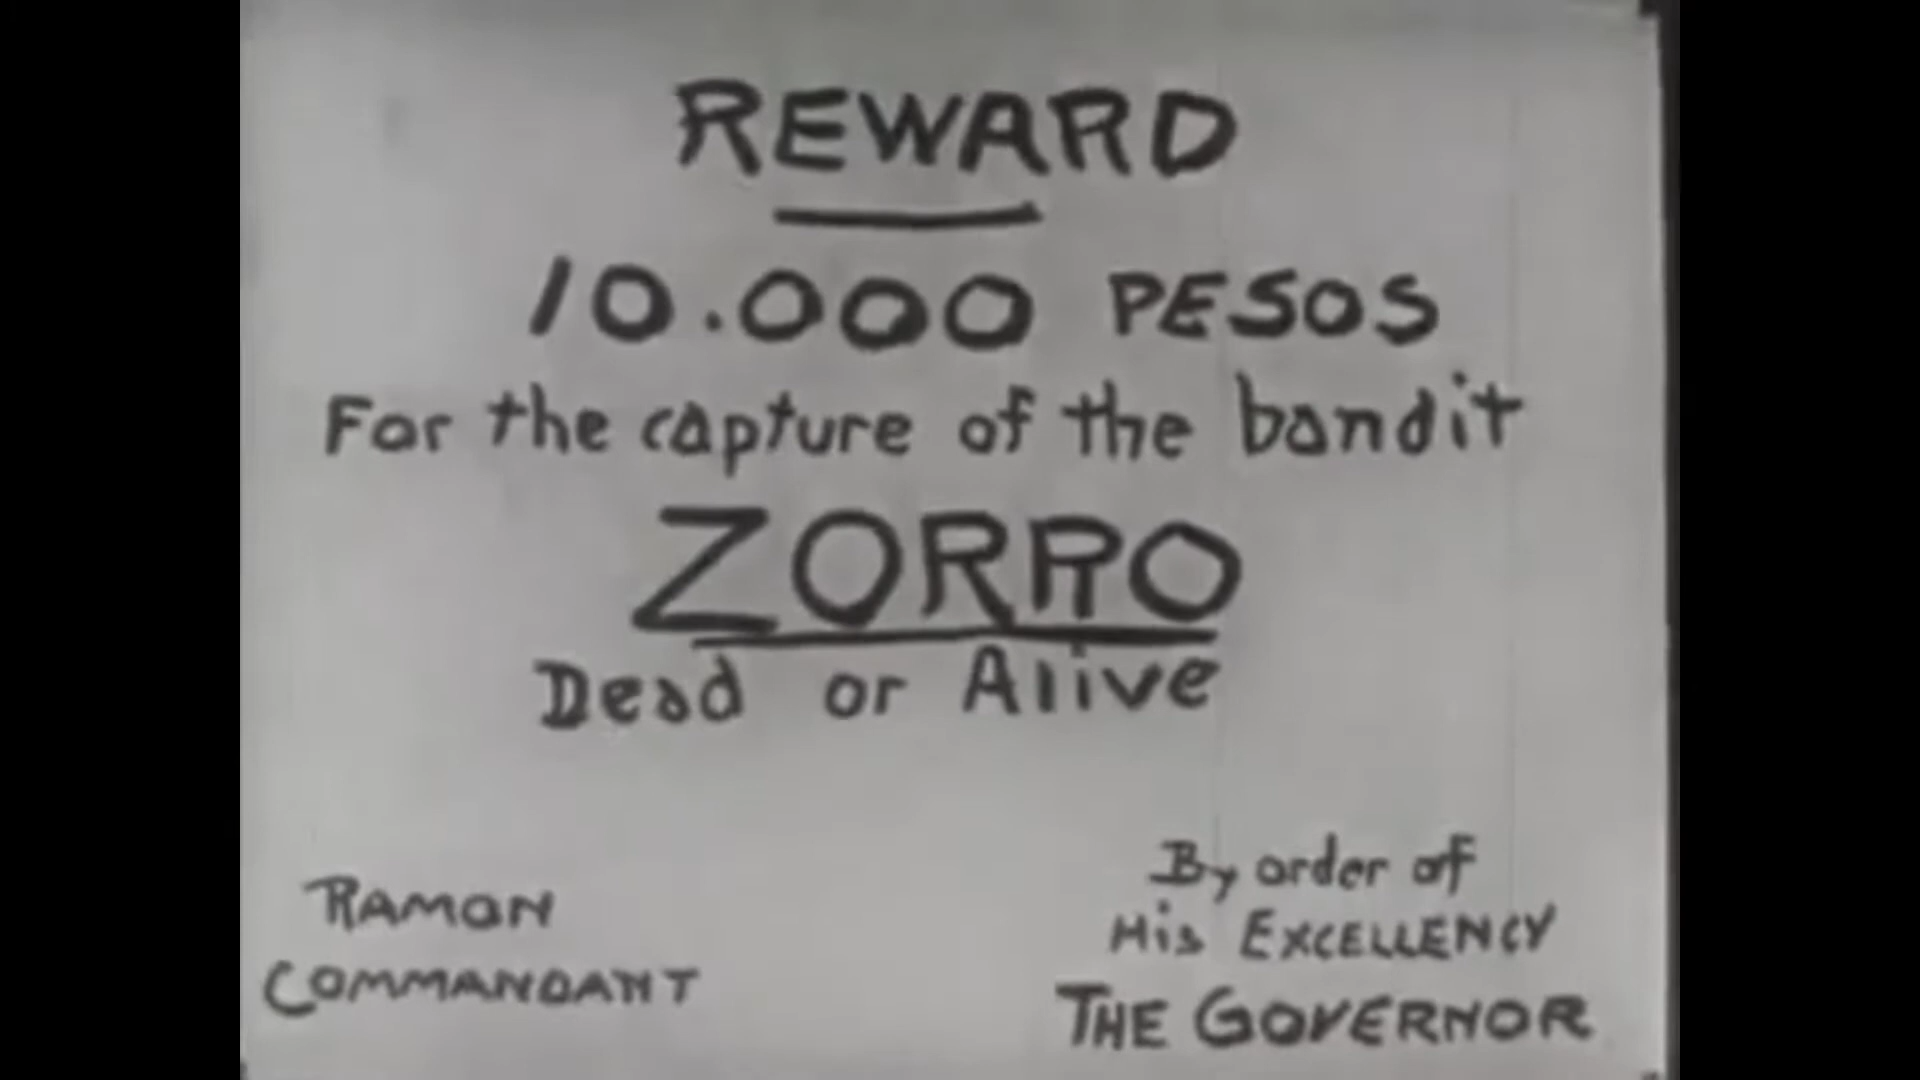 REWARD
10.000 PESOS
For the capture of the bandit
ZORRO
Dead or Alive
RAMON
COMMANDANT
By order of
His EXCELLENCY
THE GOVERNOR